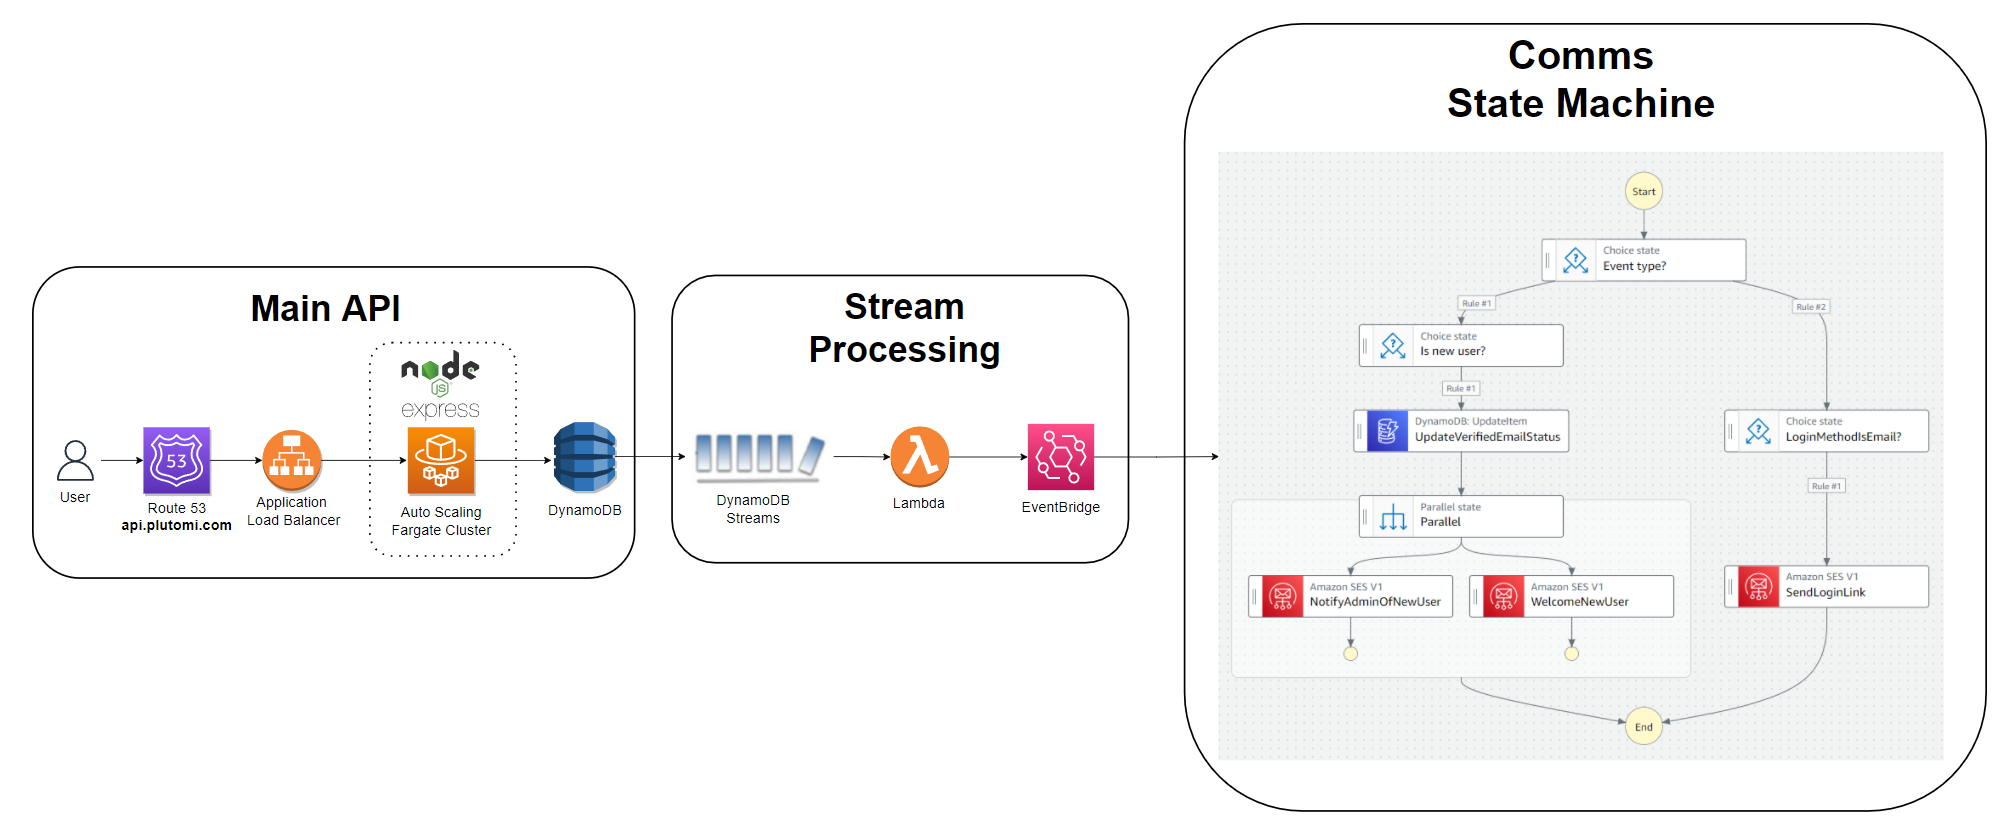 Main API
node
JS
express
User
53
Route 53
api.plutomi.com
Application
Load Balancer
Auto Scaling
Fargate Cluster
DynamoDB
Stream
Processing
DynamoDB
Streams
Lambda
EventBridge
Comms
State Machine
Start
Choice state
Event type?
Rule #1
Rule #2
Choice state
Is new user?
Rule #1
DynamoDB: UpdateItem
UpdateVerifiedEmailStatus
Choice state
LoginMethodIsEmail?
Rule #1
Parallel state
Parallel
Amazon SES V1
NotifyAdminOfNewUser
Amazon SES V1
WelcomeNewUser
Amazon SES V1
SendLoginLink
End